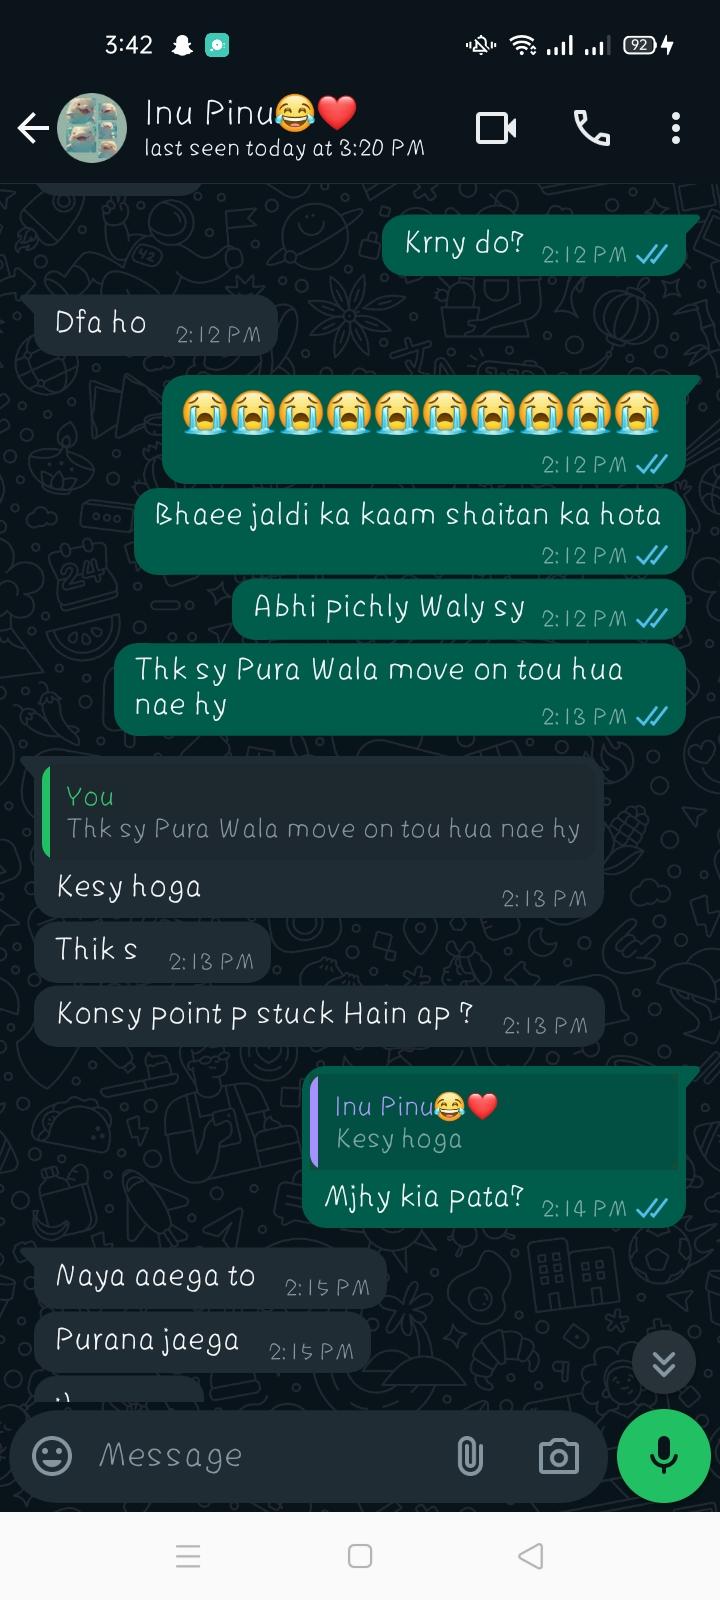 3:42
92
Inu Pinu😂❤️
last seen today at 3:20 PM
Krny do? 2:12 PM
Dfa ho 2:12 PM
😭😭😭😭😭😭😭😭😭😭
2:12 PM
Bhaee jaldi ka kaam shaitan ka hota
2:12 PM
Abhi pichly Waly sy 2:12 PM
Thk sy Pura Wala move on tou hua
nae hy 2:13 PM
You
Thk sy Pura Wala move on tou hua nae hy
Kesy hoga 2:13 PM
Thik s 2:13 PM
Konsy point p stuck Hain ap ? 2:13 PM
Inu Pinu😂❤️
Kesy hoga
Mjhy kia pata? 2:14 PM
Naya aaega to 2:15 PM
Purana jaega 2:15 PM
Message